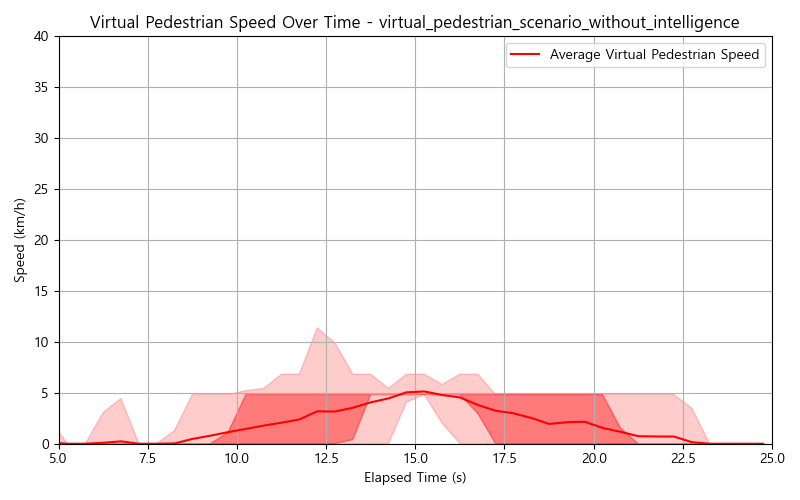 Virtual Pedestrian Speed Over Time - virtual_pedestrian_scenario_without_intelligence
Average Virtual Pedestrian Speed
Speed (km/h)
40
35
30
25
20
15
10
5
0
5.0 7.5 10.0 12.5 15.0 17.5 20.0 22.5 25.0
Elapsed Time (s)